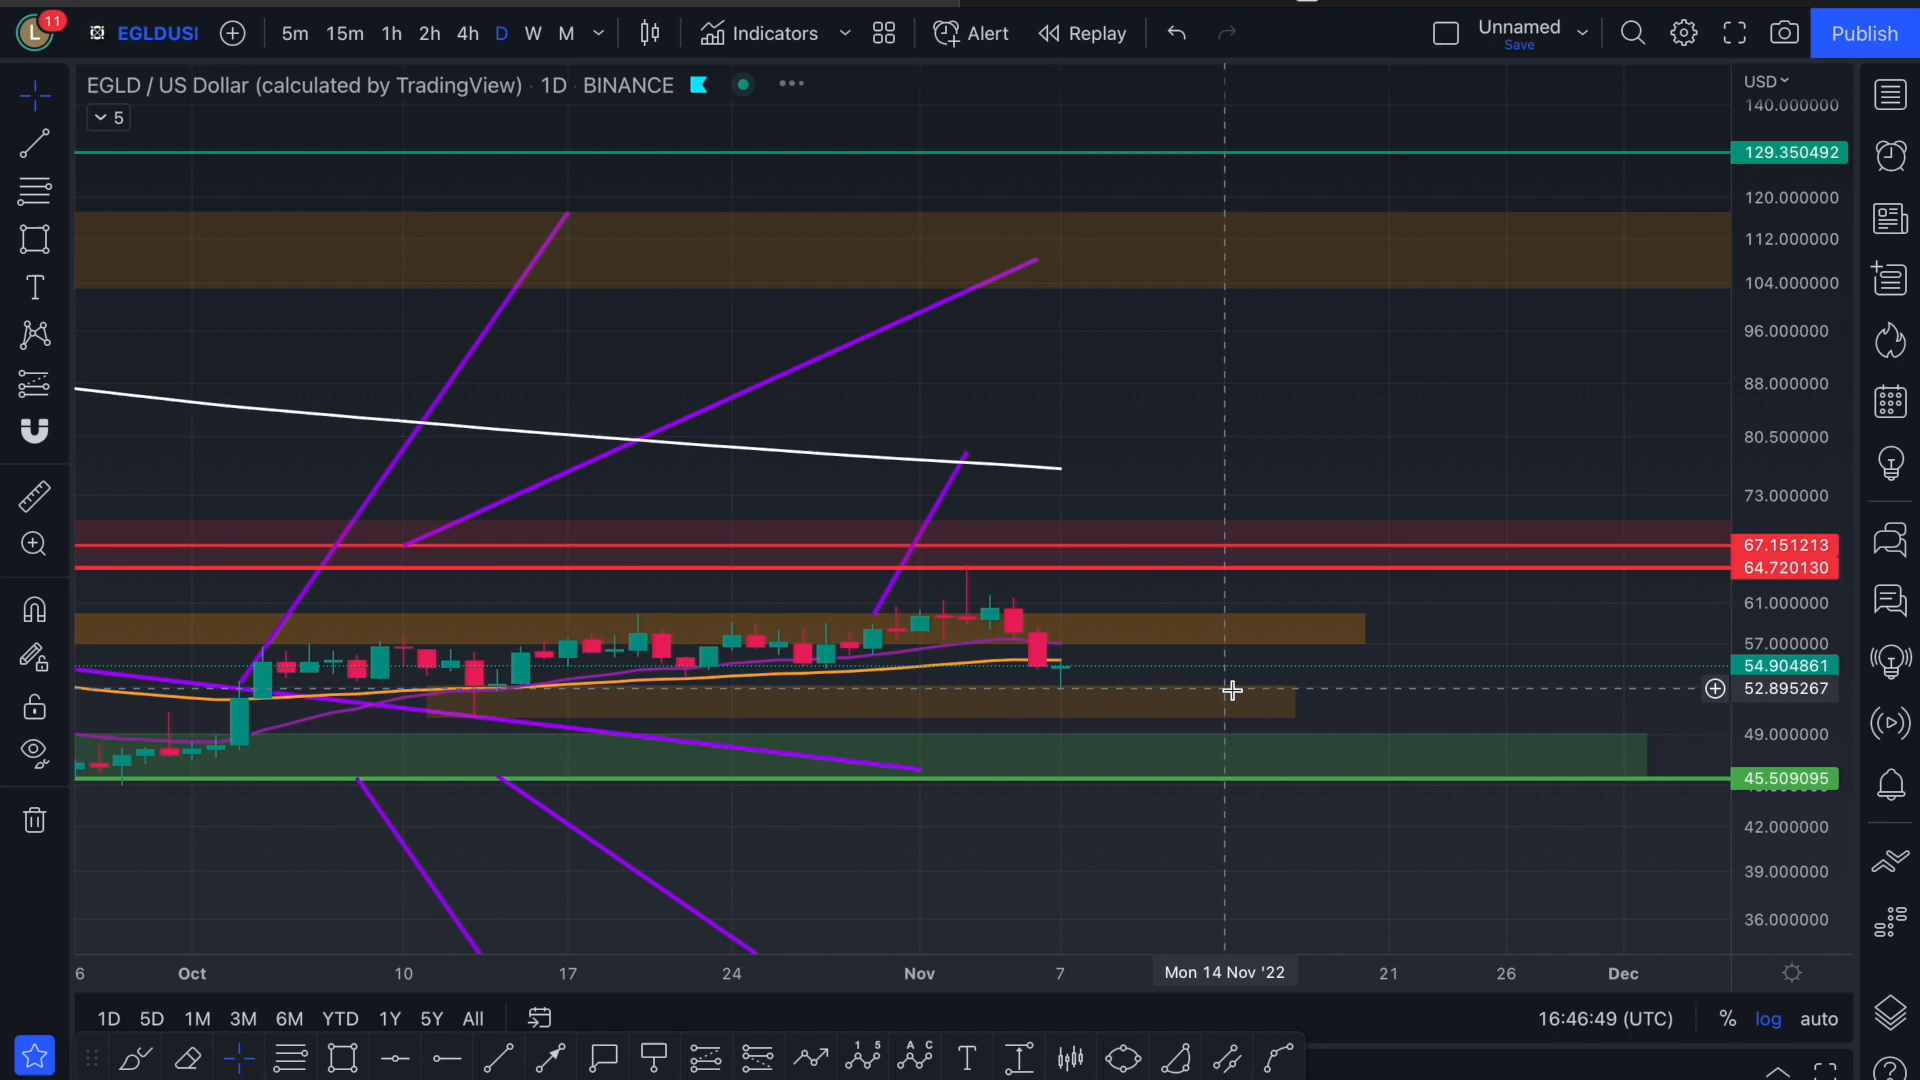 L
11
EGLDUSI
5m 15m 1h 2h 4h D W M
Indicators
Alert
Replay
Unnamed
Save
Publish
EGLD / US Dollar (calculated by TradingView) · 1D · BINANCE
5
USD
140.000000
129.350492
120.000000
112.000000
104.000000
96.000000
88.000000
80.500000
73.000000
67.151213
64.720130
61.000000
57.000000
54.904861
52.895267
49.000000
45.509095
42.000000
39.000000
36.000000
6 Oct 10 17 24 Nov 7 Mon 14 Nov '22 21 26 Dec
1D 5D 1M 3M 6M YTD 1Y 5Y All
16:46:49 (UTC)
% log auto
T
1 5
A C
T